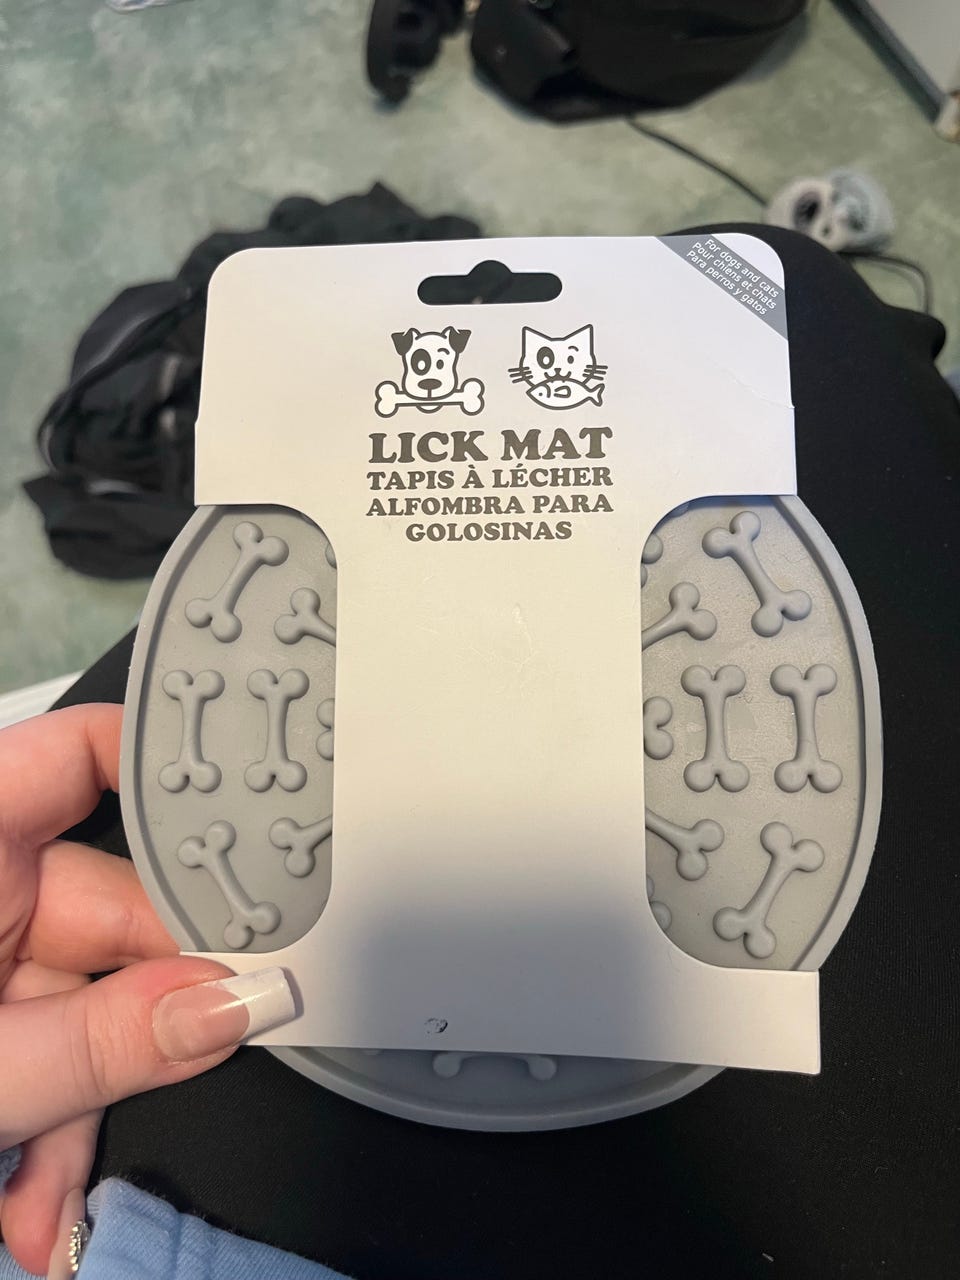 For dogs and cats
Pour chiens et chats
Para perros y gatos
LICK MAT
TAPIS À LÉCHER
ALFOMBRA PARA
GOLOSINAS